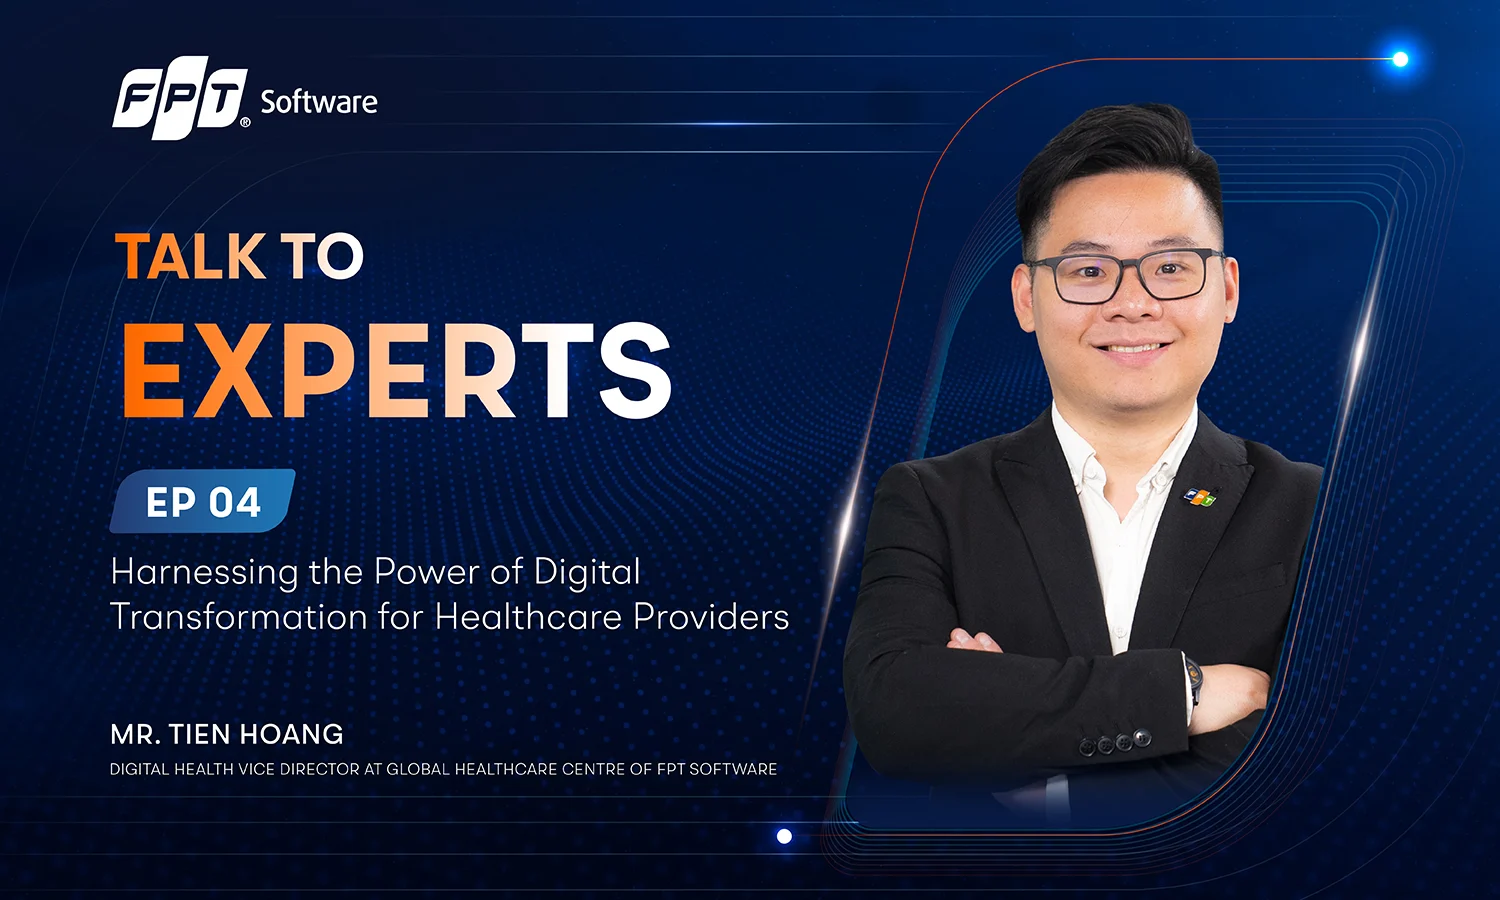 FPT® Software
TALK TO
EXPERTS
EP 04
Harnessing the Power of Digital
Transformation for Healthcare Providers
MR. TIEN HOANG
DIGITAL HEALTH VICE DIRECTOR AT GLOBAL HEALTHCARE CENTRE OF FPT SOFTWARE
FPT